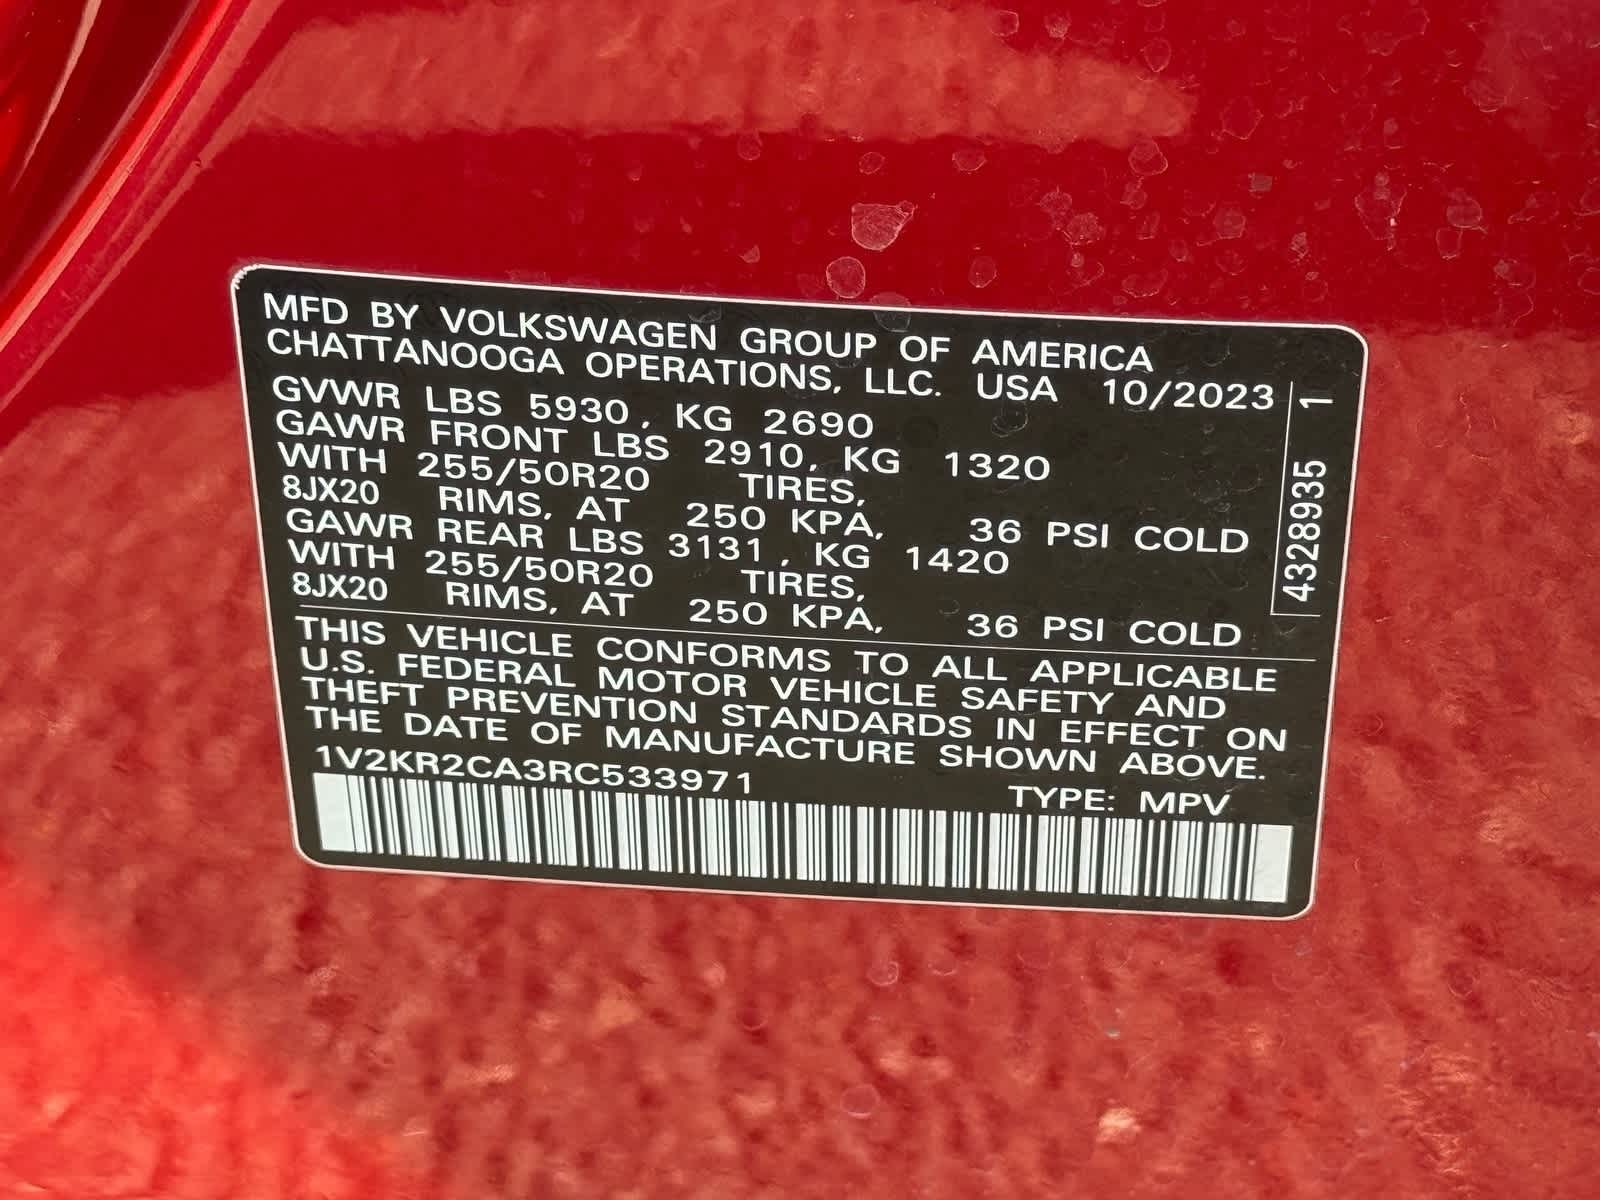 MFD BY VOLKSWAGEN GROUP OF AMERICA
CHATTANOOGA OPERATIONS, LLC. USA 10/2023
GVWR LBS 5930, KG 2690
GAWR FRONT LBS 2910, KG 1320
WITH 255/50R20 TIRES,
8JX20 RIMS, AT 250 KPA, 36 PSI COLD
GAWR REAR LBS 3131, KG 1420
WITH 255/50R20 TIRES,
8JX20 RIMS, AT 250 KPA, 36 PSI COLD
4328935 1
THIS VEHICLE CONFORMS TO ALL APPLICABLE
U.S. FEDERAL MOTOR VEHICLE SAFETY AND
THEFT PREVENTION STANDARDS IN EFFECT ON
THE DATE OF MANUFACTURE SHOWN ABOVE.
1V2KR2CA3RC533971 TYPE: MPV